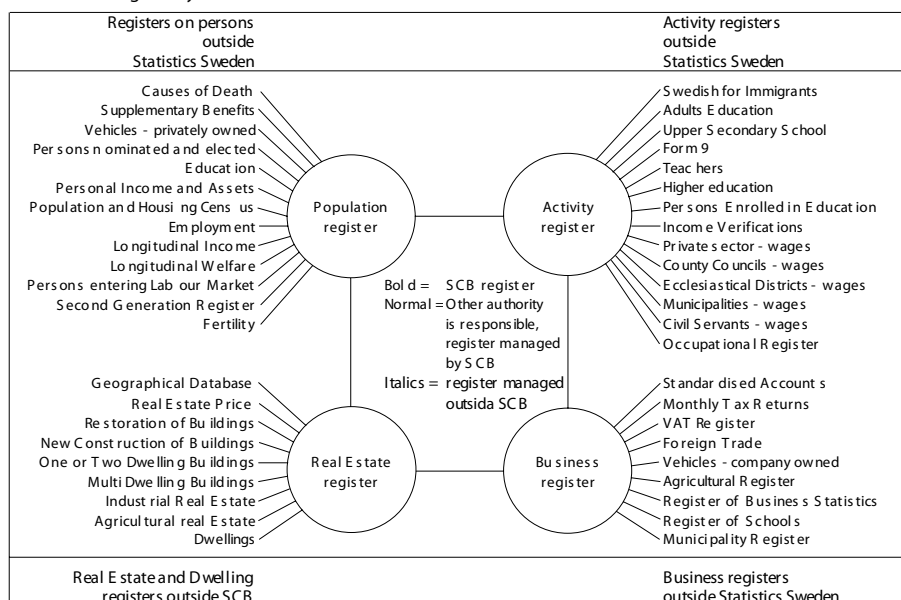 Registers on persons
outside
Statistics Sweden
Activity registers
outside
Statistics Sweden
Causes of Death
Supplementary Benefits
Vehicles - privately owned
Persons nominated and elected
Education
Personal Income and Assets
Population and Housing Census
Employment
Longitudinal Income
Longitudinal Welfare
Persons entering Labour Market
Second Generation Register
Fertility
Population
register
Activity
register
Swedish for Immigrants
Adults Education
Upper Secondary School
Form 9
Teachers
Higher education
Persons Enrolled in Education
Income Verifications
Private sector - wages
County Councils - wages
Ecclesiastical Districts - wages
Municipalities - wages
Civil Servants - wages
Occupational Register
Bold = SCB register
Normal = Other authority
is responsible,
register managed
by SCB
Italics = register managed
outsida SCB
Geographical Database
Real Estate Price
Restoration of Buildings
New Construction of Buildings
One or Two Dwelling Buildings
Multi Dwelling Buildings
Industrial Real Estate
Agricultural real Estate
Dwellings
Real Estate
register
Business
register
Standardised Accounts
Monthly Tax Returns
VAT Register
Foreign Trade
Vehicles - company owned
Agricultural Register
Register of Business Statistics
Register of Schools
Municipality Register
Real Estate and Dwelling
registers outside SCB
Business registers
outside Statistics Sweden